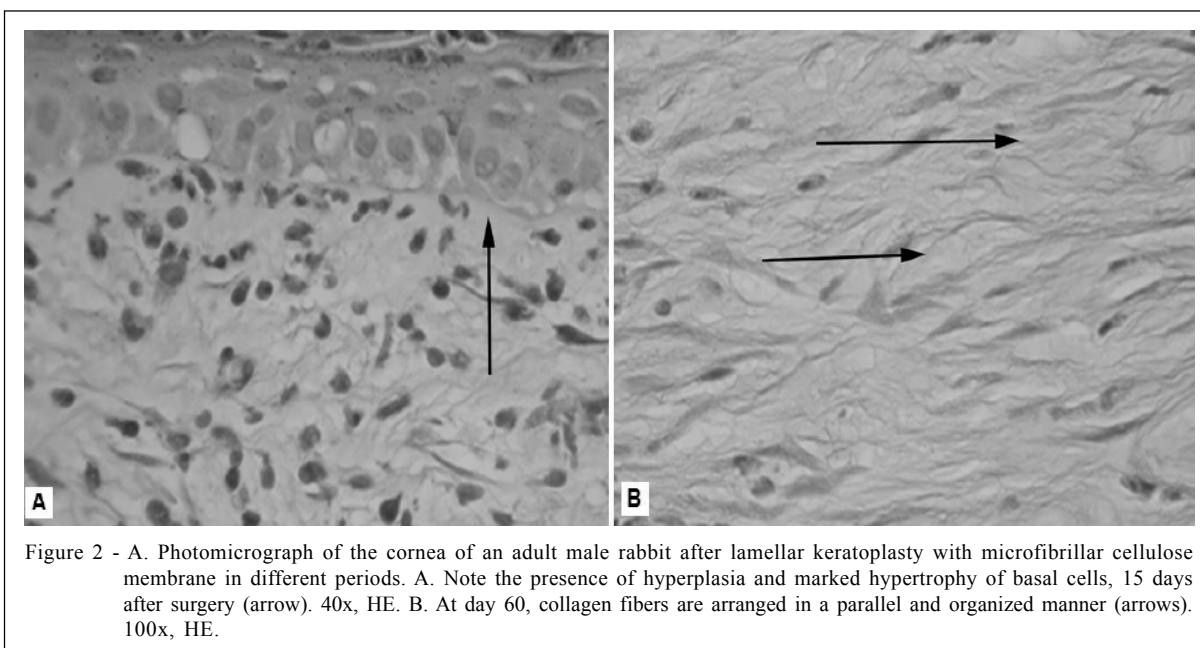 A
B
Figure 2 - A. Photomicrograph of the cornea of an adult male rabbit after lamellar keratoplasty with microfibrillar cellulose
membrane in different periods. A. Note the presence of hyperplasia and marked hypertrophy of basal cells, 15 days
after surgery (arrow). 40x, HE. B. At day 60, collagen fibers are arranged in a parallel and organized manner (arrows).
100x, HE.